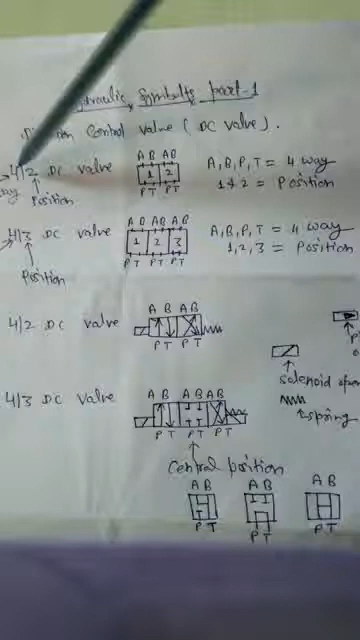 Hydraulic Symbols part-1
Direction Control Valve ( DC valve ).
4/2 DC valve A B A B 1 2 P T P T A, B, P, T = 4 way
way Position 1 & 2 = Position
4/3 DC valve A B A B A B 1 2 3 P T P T P T A, B, P, T = 4 way
1, 2, 3 = Position
Position
4/2 DC valve A B A B P T P T
solenoid
4/3 DC valve A B A B A B P T P T P T
spring
Central position
A B A B A B
P T P T P T